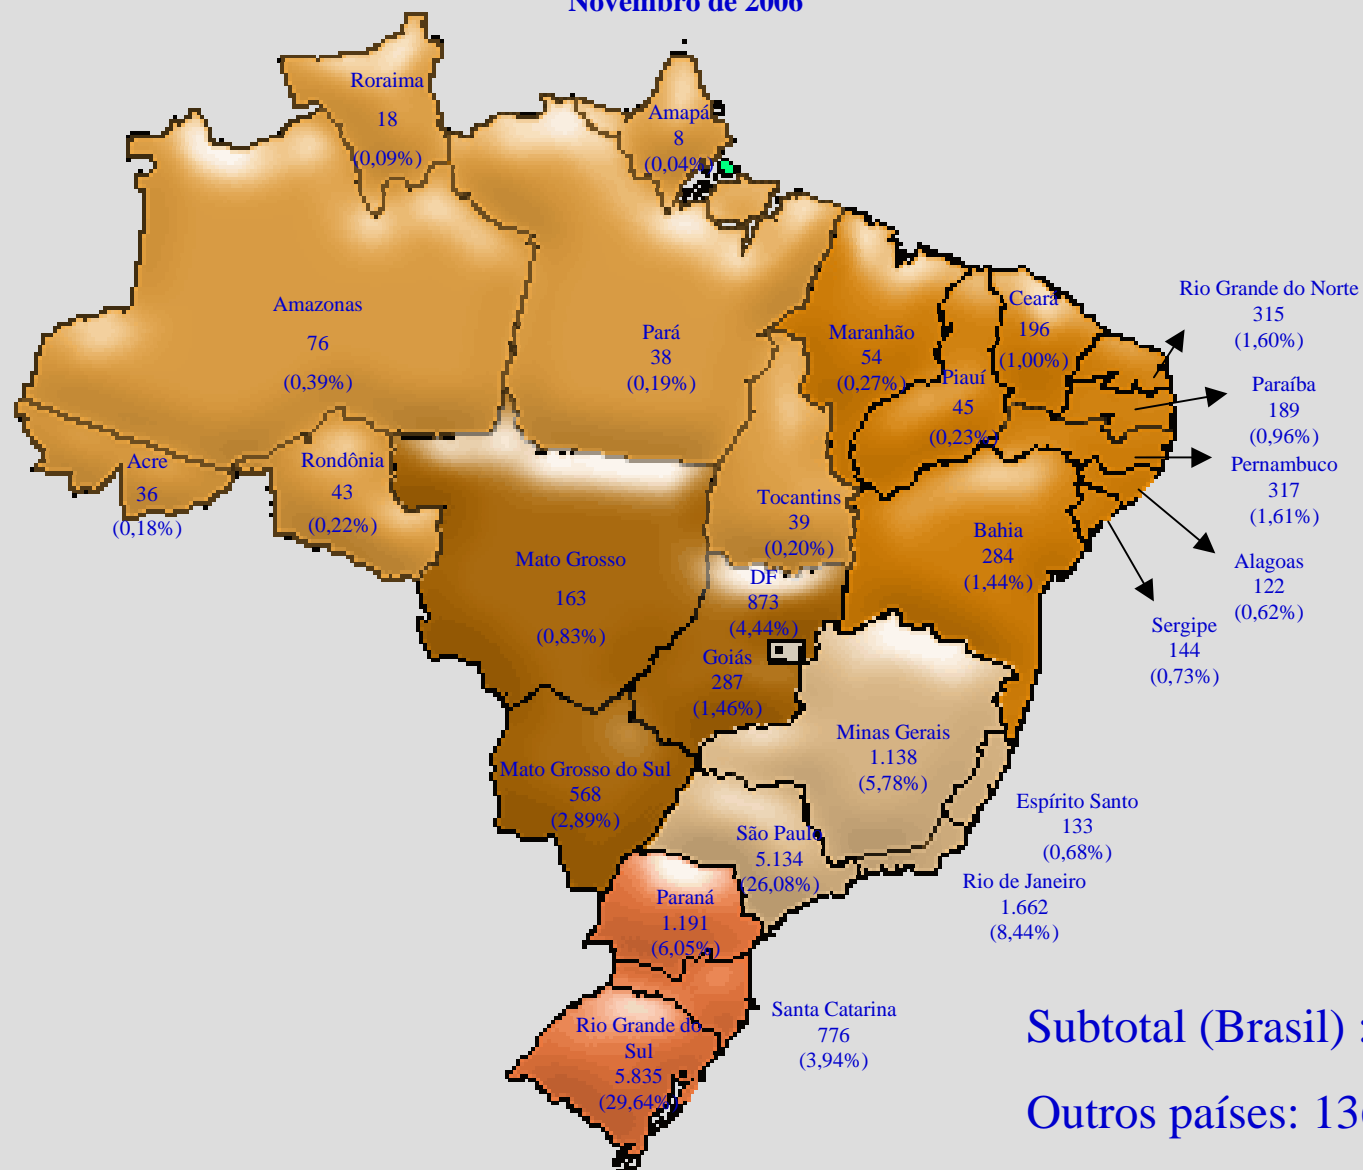 Novembro de 2006
Roraima
18
(0,09%)
Amapá
8
(0,04%)
Amazonas
76
(0,39%)
Pará
38
(0,19%)
Maranhão
54
(0,27%)
Piauí
45
(0,23%)
Ceará
196
(1,00%)
Rio Grande do Norte
315
(1,60%)
Paraíba
189
(0,96%)
Pernambuco
317
(1,61%)
Alagoas
122
(0,62%)
Sergipe
144
(0,73%)
Acre
36
(0,18%)
Rondônia
43
(0,22%)
Tocantins
39
(0,20%)
Bahia
284
(1,44%)
Mato Grosso
163
(0,83%)
DF
873
(4,44%)
Goiás
287
(1,46%)
Minas Gerais
1.138
(5,78%)
Mato Grosso do Sul
568
(2,89%)
Espírito Santo
133
(0,68%)
São Paulo
5.134
(26,08%)
Rio de Janeiro
1.662
(8,44%)
Paraná
1.191
(6,05%)
Santa Catarina
776
(3,94%)
Rio Grande do
Sul
5.835
(29,64%)
Subtotal (Brasil) :
Outros países: